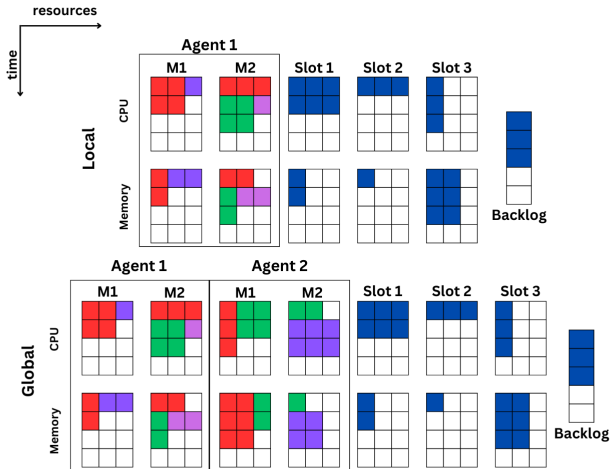 resources
time
Agent 1
M1 M2 Slot 1 Slot 2 Slot 3
CPU
Local
Memory
Backlog
Agent 1 Agent 2
M1 M2 M1 M2 Slot 1 Slot 2 Slot 3
CPU
Global
Memory
Backlog